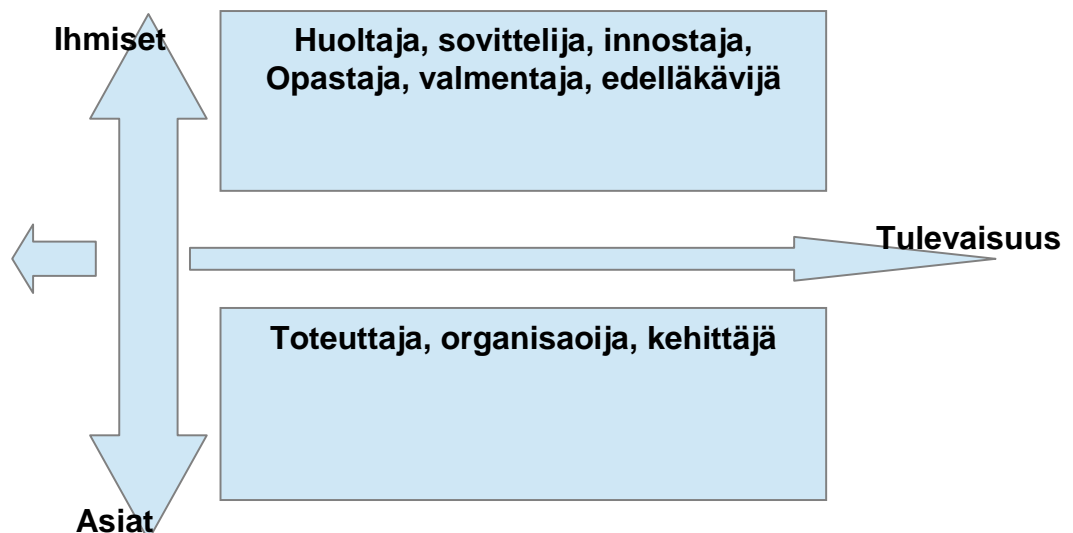 Ihmiset
Huoltaja, sovittelija, innostaja,
Opastaja, valmentaja, edelläkävijä
Tulevaisuus
Toteuttaja, organisaoija, kehittäjä
Asiat